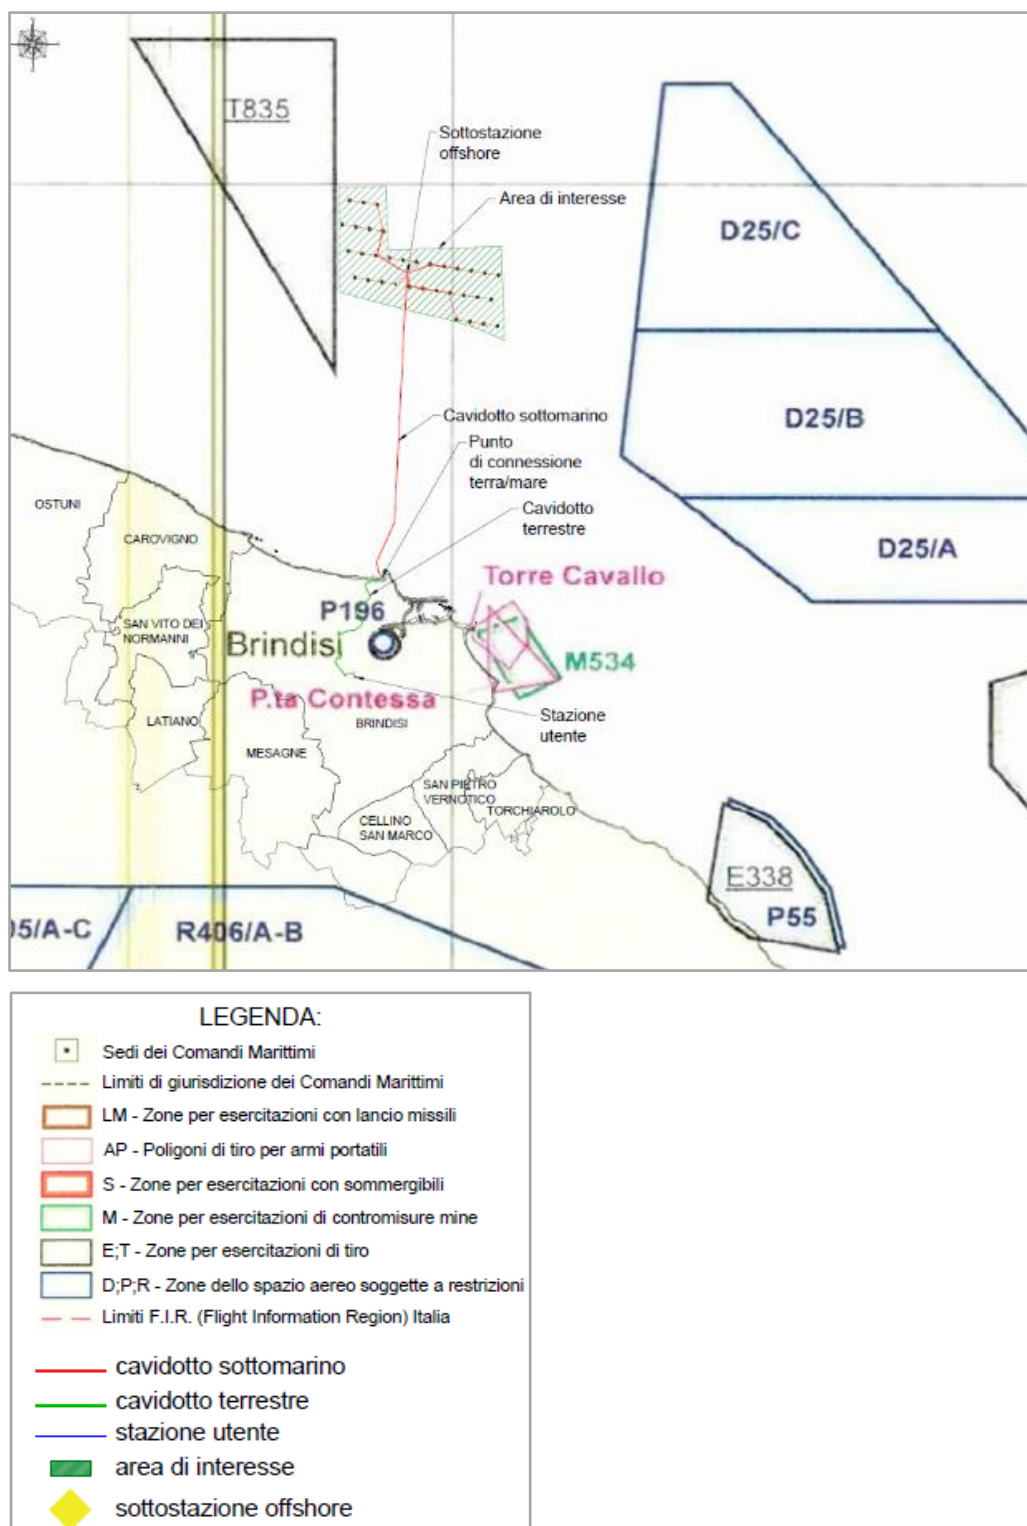 T835
Sottostazione
offshore
Area di interesse
D25/C
D25/B
Cavidotto sottomarino
Punto
di connessione
terra/mare
OSTUNI
Cavidotto
terrestre
CAROVIGNO
D25/A
Torre Cavallo
P196
SAN VITO DEI
NORMANNI
Brindisi
M534
P.ta Contessa
Stazione
utente
LATIANO
BRINDISI
MESAGNE
SAN PIETRO
VERNOTICO
TORCHIAROLO
CELLINO
SAN MARCO
E338
P55
05/A-C
R406/A-B
LEGENDA:
Sedi dei Comandi Marittimi
Limiti di giurisdizione dei Comandi Marittimi
LM - Zone per esercitazioni con lancio missili
AP - Poligoni di tiro per armi portatili
S - Zone per esercitazioni con sommergibili
M - Zone per esercitazioni di contromisure mine
E;T - Zone per esercitazioni di tiro
D;P;R - Zone dello spazio aereo soggette a restrizioni
Limiti F.I.R. (Flight Information Region) Italia
cavidotto sottomarino
cavidotto terrestre
stazione utente
area di interesse
sottostazione offshore